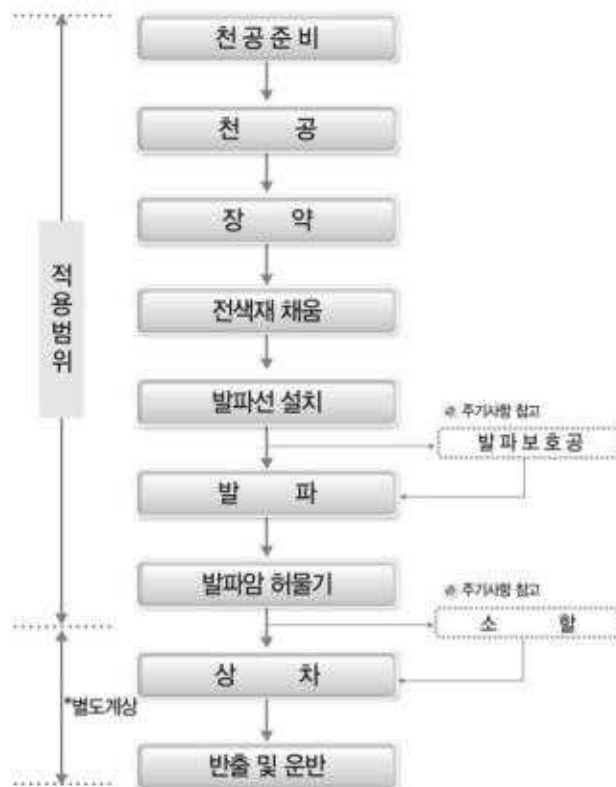 천 공 준 비
천 공
장 약
적용범위
전색재 채움
발파선 설치
※ 주기사항 참고
발 파 보 호 공
발 파
발파암 허물기
※ 주기사항 참고
소 할
상 차
*별도계상
반출 및 운반